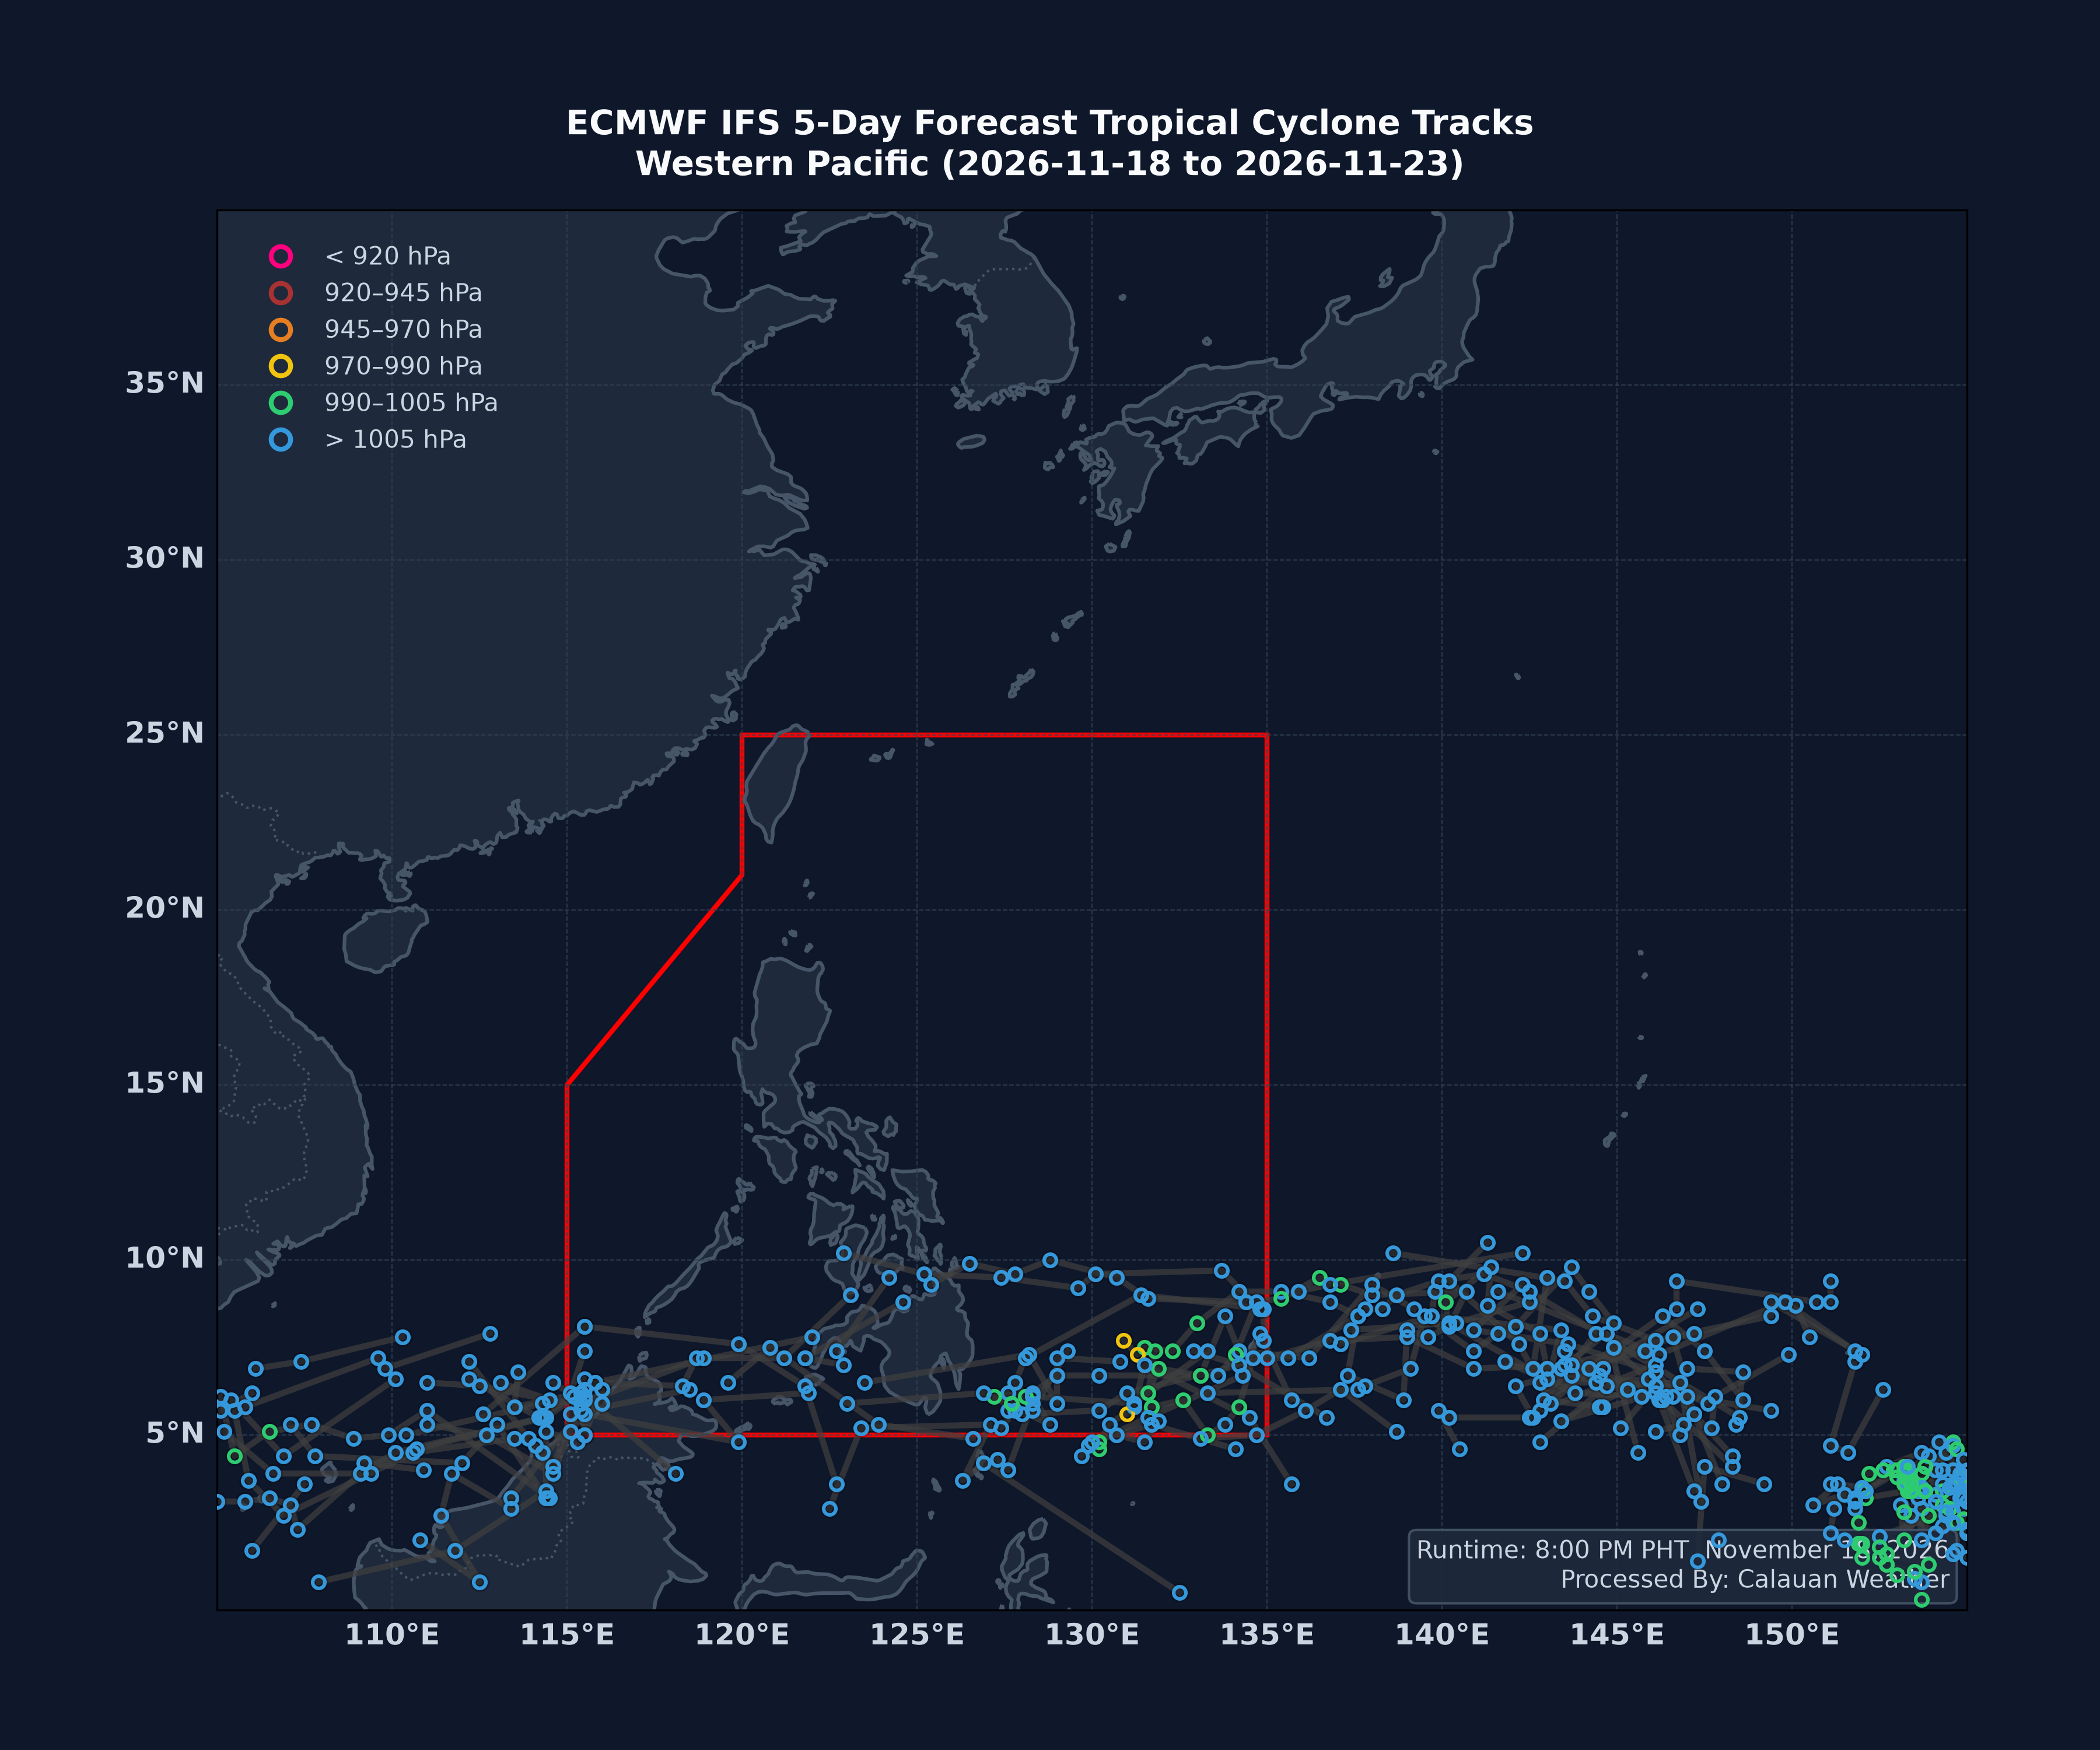 ECMWF IFS 5-Day Forecast Tropical Cyclone Tracks
Western Pacific (2026-11-18 to 2026-11-23)
< 920 hPa
920–945 hPa
945–970 hPa
970–990 hPa
990–1005 hPa
> 1005 hPa
35°N
30°N
25°N
20°N
15°N
10°N
5°N
Runtime: 8:00 PM PHT, November 2026
Processed By: Calauan Weather
110°E
115°E
120°E
125°E
130°E
135°E
140°E
145°E
150°E